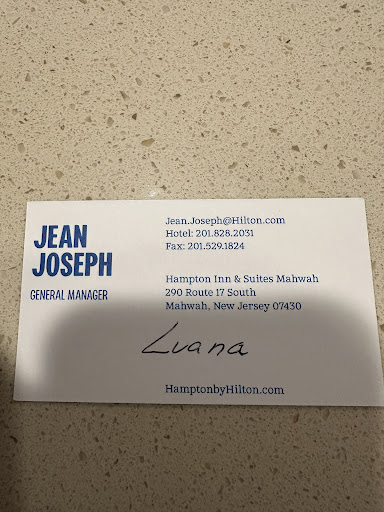 JEAN
JOSEPH
GENERAL MANAGER
Jean.Joseph@Hilton.com
Hotel: 201.828.2031
Fax: 201.529.1824
Hampton Inn & Suites Mahwah
290 Route 17 South
Mahwah, New Jersey 07430
Luana
HamptonbyHilton.com